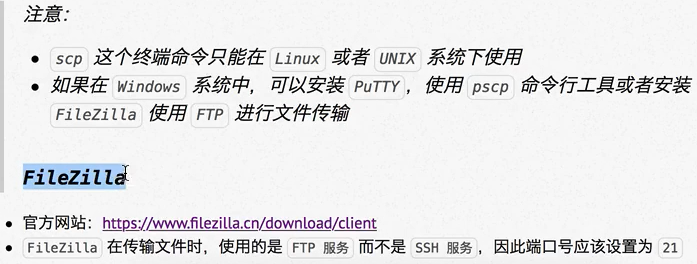 注意：
scp 这个终端命令只能在 Linux 或者 UNIX 系统下使用
如果在 Windows 系统中，可以安装 PuTTY，使用 pscp 命令行工具或者安装
FileZilla 使用 FTP 进行文件传输
FileZilla
官方网站：https://www.filezilla.cn/download/client
FileZilla 在传输文件时，使用的是 FTP 服务 而不是 SSH 服务，因此端口号应该设置为 21